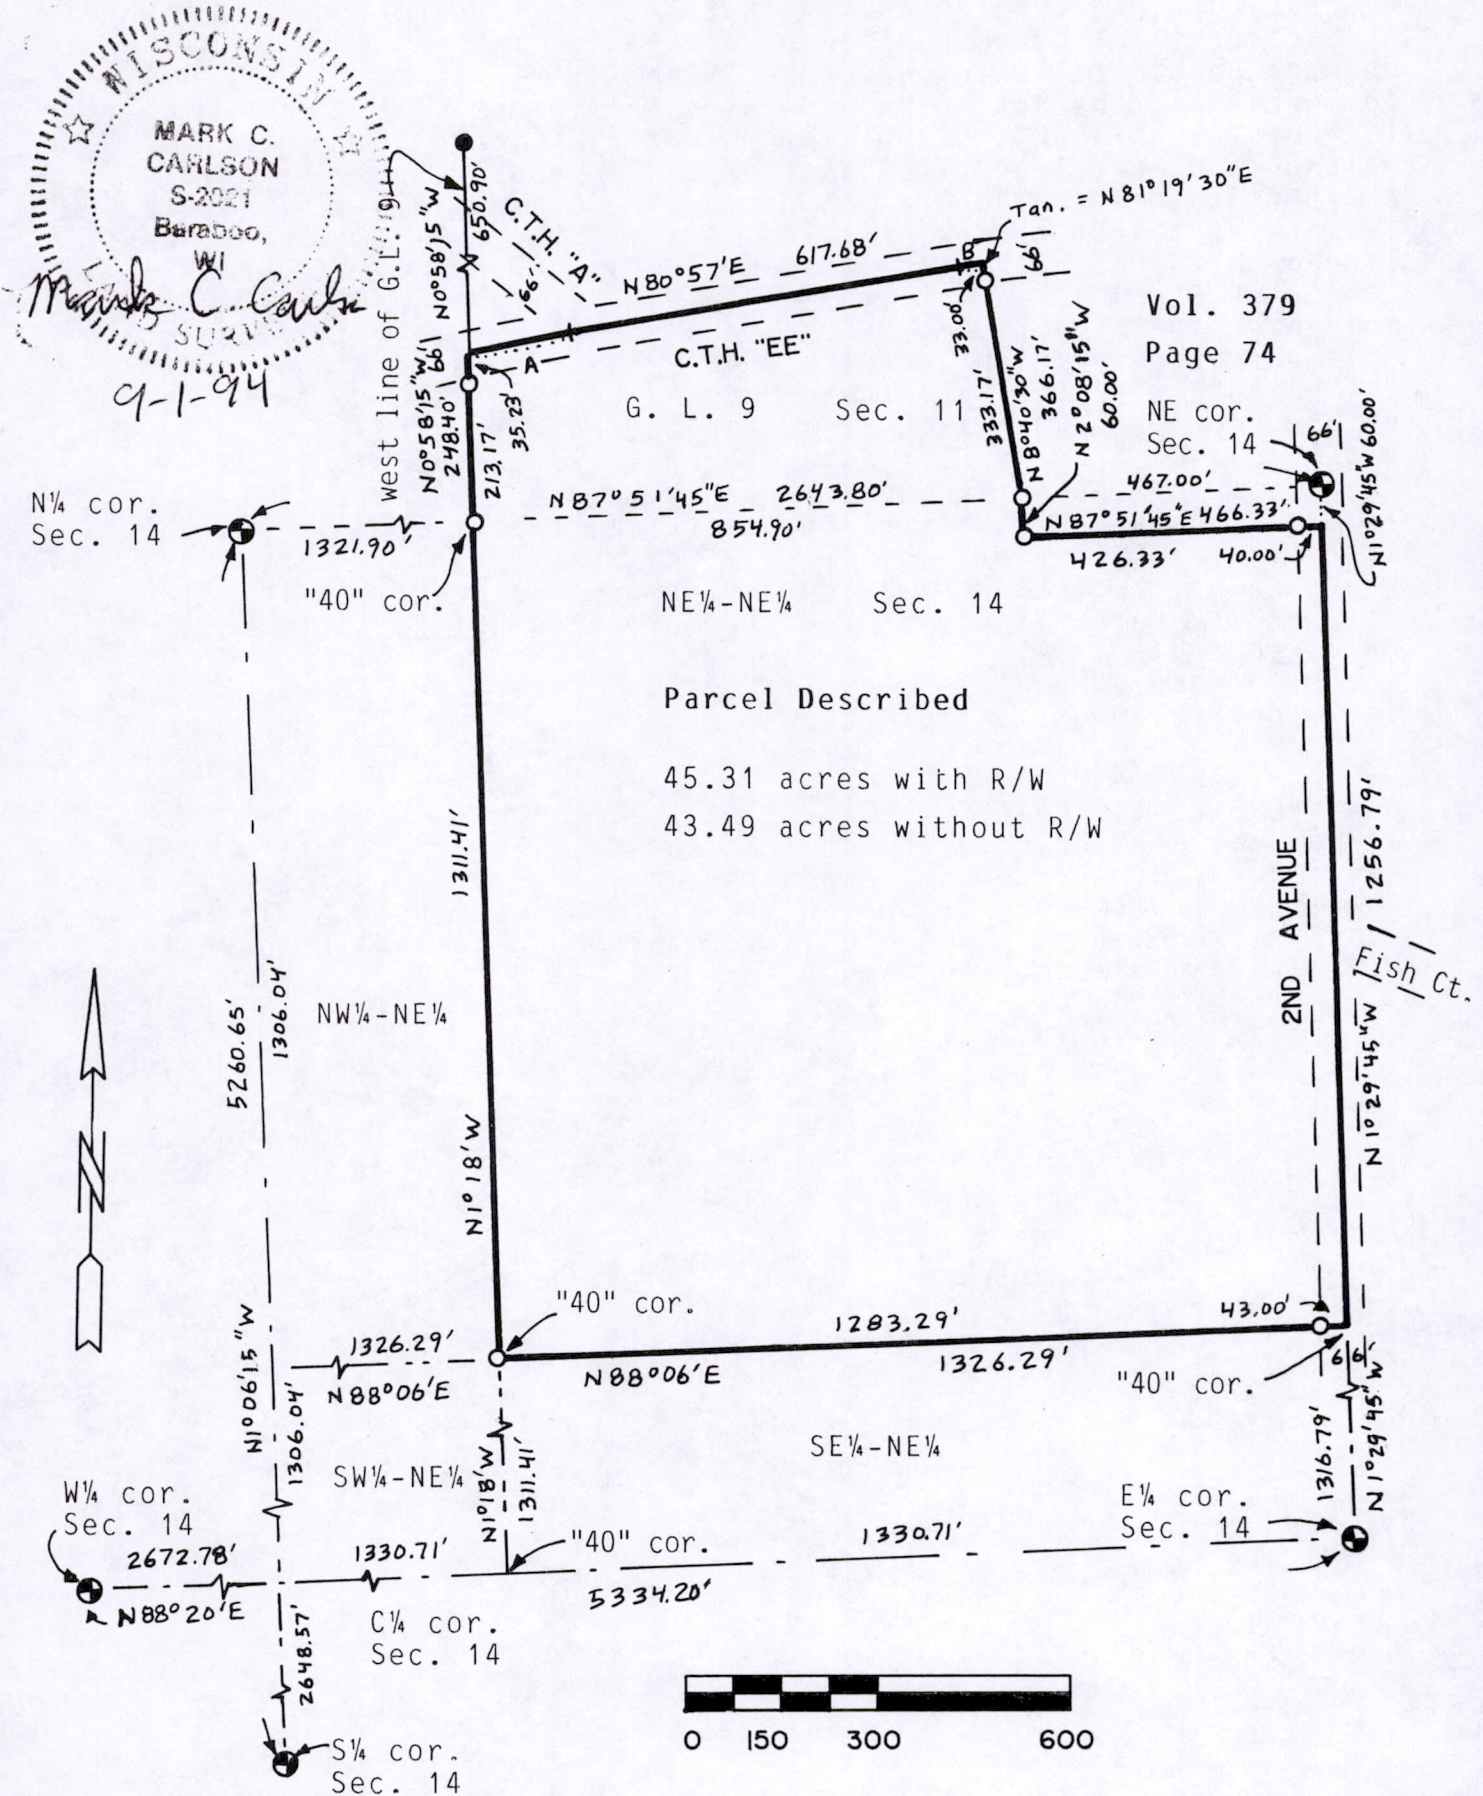 WISCONSIN
MARK C.
CARLSON
S-2021
Baraboo,
WI
9-1-94
west line of G.L. 9
N0°58'15"W
650.90'
C.T.H. "A"
66'
N80°57'E
617.68'
B
Tan. = N81°19'30"E
66'
Vol. 379
Page 74
A
C.T.H. "EE"
33.00'
66'
N0°58'15"W
248.40'
213.17'
35.23'
G. L. 9 Sec. 11
333.17'
N8°40'30"W
366.17'
N2°08'15"W
60.00'
NE cor.
Sec. 14
66'
N1°29'45"W 60.00'
N¼ cor.
Sec. 14
1321.90'
N87°51'45"E 2643.80'
854.90'
467.00'
N87°51'45"E 466.33'
426.33'
40.00'
"40" cor.
NE¼-NE¼ Sec. 14
Parcel Described
45.31 acres with R/W
43.49 acres without R/W
1311.41'
N1°18'W
2ND AVENUE
1256.79'
N1°29'45"W
Fish Ct.
NW¼-NE¼
5260.65'
1306.04'
N
"40" cor.
1283.29'
43.00'
1326.29'
N88°06'E
N88°06'E
1326.29'
"40" cor.
66'
N1°06'15"W
1306.04'
SW¼-NE¼
N1°18'W
1311.41'
SE¼-NE¼
1316.79'
N1°29'45"W
W¼ cor.
Sec. 14
2672.78'
N88°20'E
1330.71'
"40" cor.
1330.71'
5334.20'
E¼ cor.
Sec. 14
C¼ cor.
Sec. 14
2648.57'
S¼ cor.
Sec. 14
0 150 300 600